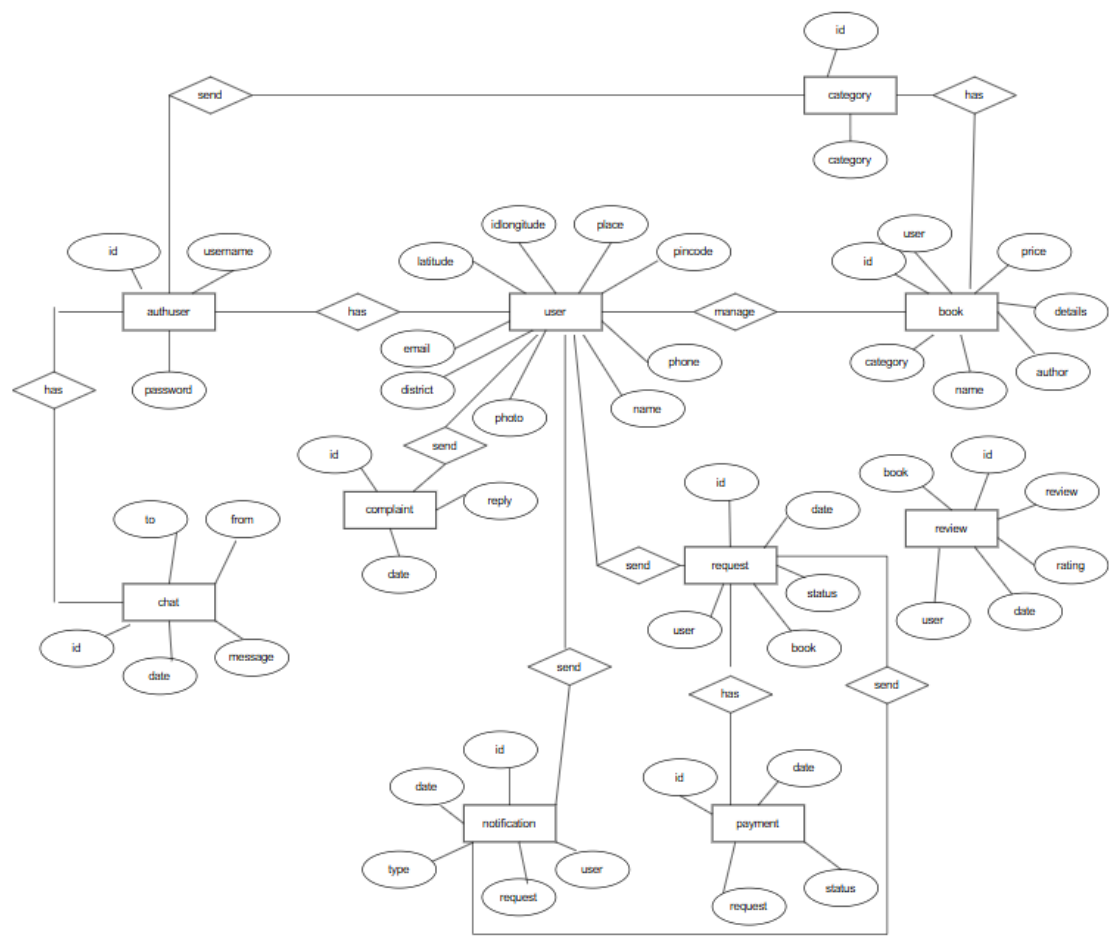 id
send
category
has
category
idlongitude
place
user
id
username
latitude
pincode
id
price
authuser
has
user
manage
book
details
email
phone
category
author
has
password
district
name
name
photo
send
id
id
book
id
review
reply
complaint
date
to
from
review
date
send
request
rating
status
chat
user
date
user
book
id
message
date
send
has
send
id
date
id
date
notification
payment
type
user
status
request
request